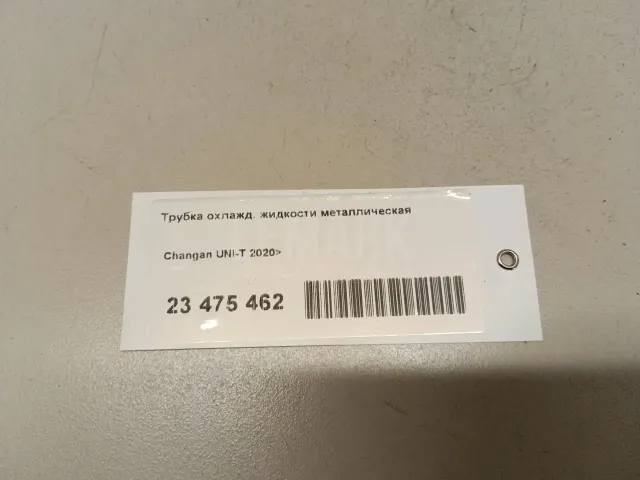 Трубка охлажд. жидкости металлическая
Changan UNI-T 2020>
23 475 462